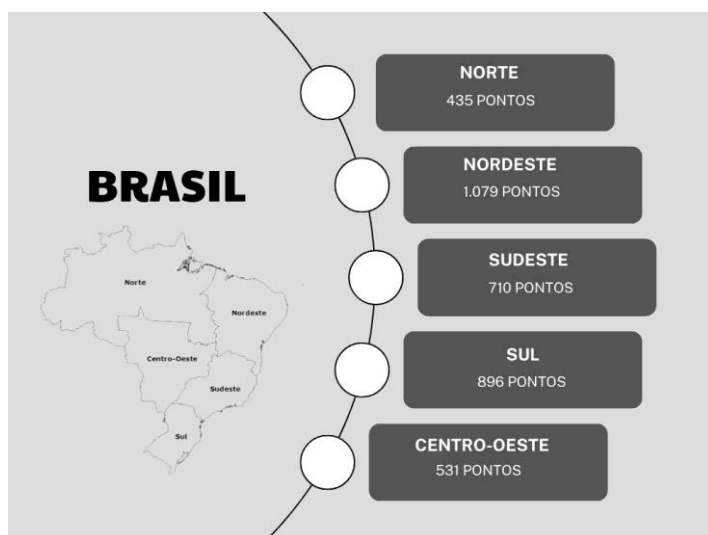 BRASIL
Norte
Nordeste
Centro-Oeste
Sudeste
Sul
NORTE
435 PONTOS
NORDESTE
1.079 PONTOS
SUDESTE
710 PONTOS
SUL
896 PONTOS
CENTRO-OESTE
531 PONTOS